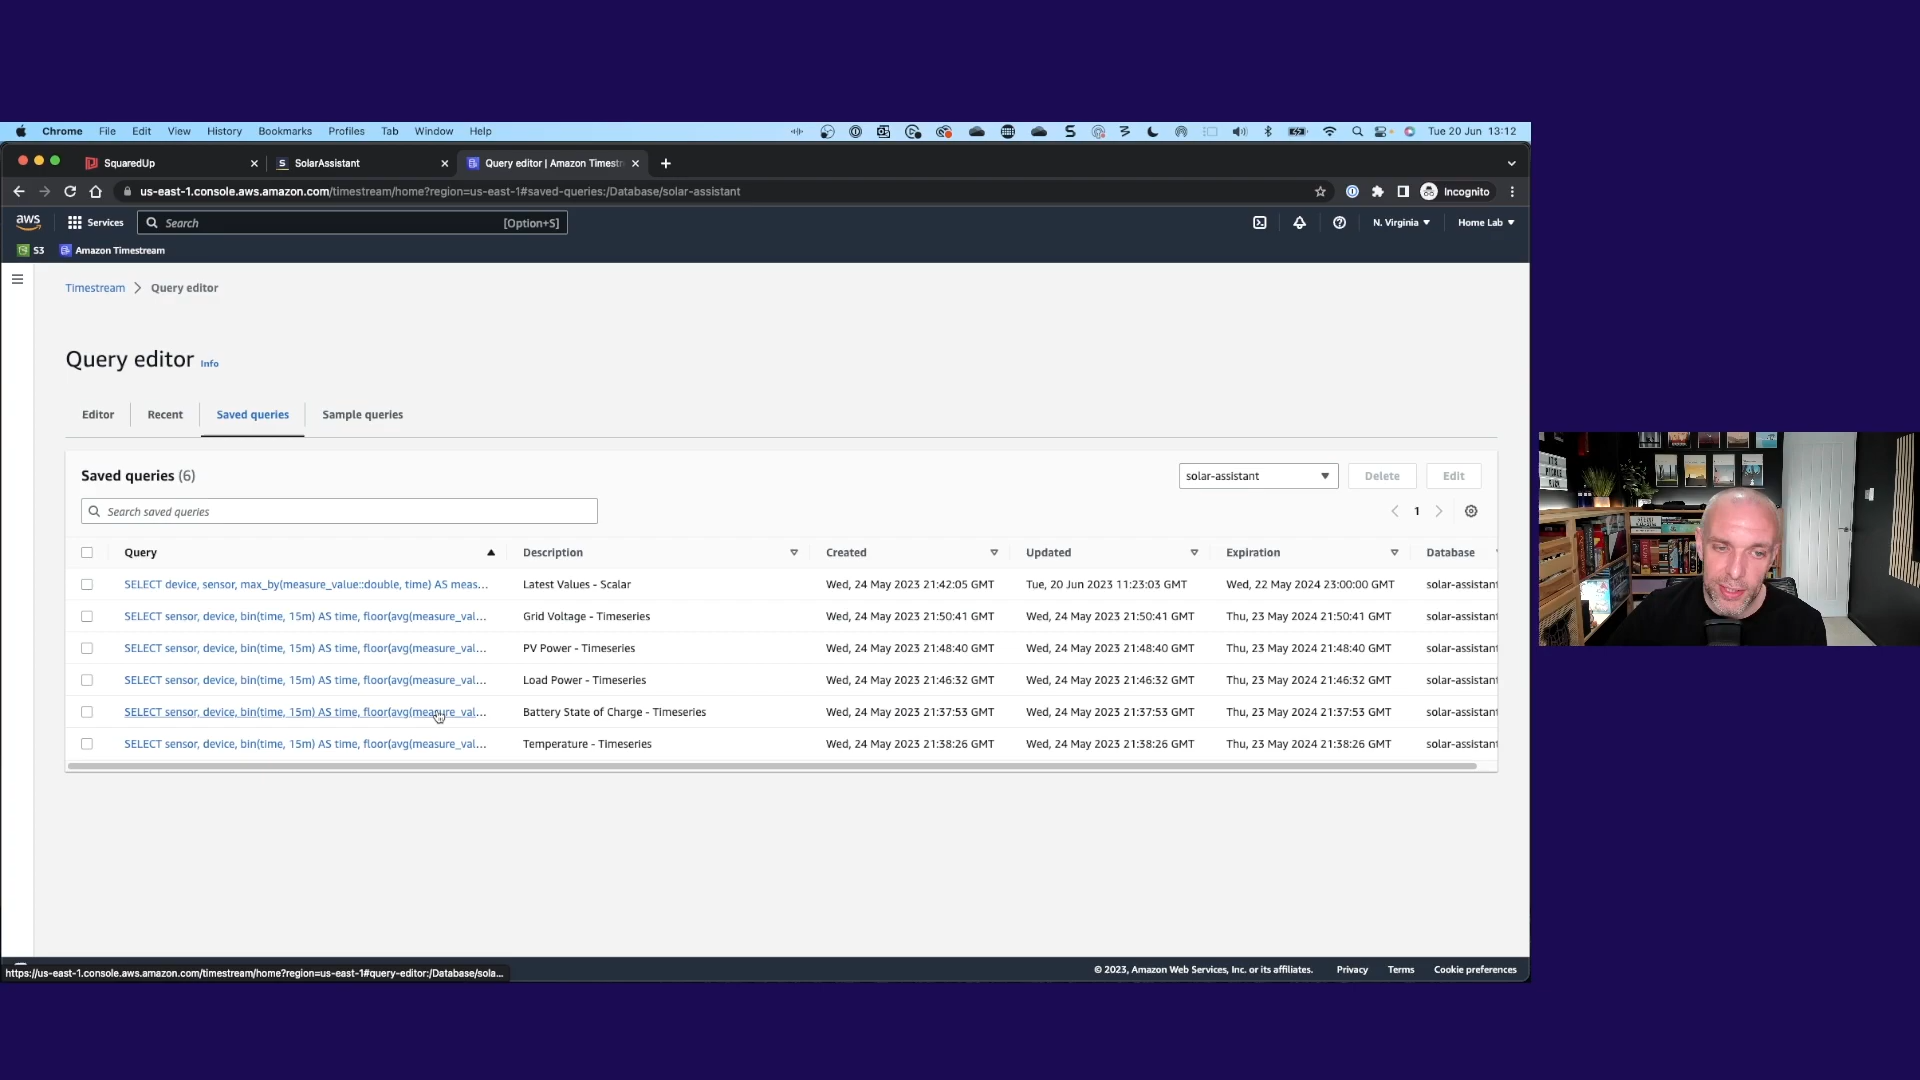 Chrome File Edit View History Bookmarks Profiles Tab Window Help Tue 20 Jun 13:12
SquaredUp SolarAssistant Query editor | Amazon Timestr
us-east-1.console.aws.amazon.com/timestream/home?region=us-east-1#saved-queries:/Database/solar-assistant Incognito
aws Services Search [Option+S] N. Virginia Home Lab
S3 Amazon Timestream
Timestream Query editor
Query editor Info
Editor Recent Saved queries Sample queries
Saved queries (6) solar-assistant Delete Edit
Search saved queries 1
Query Description Created Updated Expiration Database
SELECT device, sensor, max_by(measure_value::double, time) AS meas... Latest Values - Scalar Wed, 24 May 2023 21:42:05 GMT Tue, 20 Jun 2023 11:23:03 GMT Wed, 22 May 2024 23:00:00 GMT solar-assistant
SELECT sensor, device, bin(time, 15m) AS time, floor(avg(measure_val... Grid Voltage - Timeseries Wed, 24 May 2023 21:50:41 GMT Wed, 24 May 2023 21:50:41 GMT Thu, 23 May 2024 21:50:41 GMT solar-assistant
SELECT sensor, device, bin(time, 15m) AS time, floor(avg(measure_val... PV Power - Timeseries Wed, 24 May 2023 21:48:40 GMT Wed, 24 May 2023 21:48:40 GMT Thu, 23 May 2024 21:48:40 GMT solar-assistant
SELECT sensor, device, bin(time, 15m) AS time, floor(avg(measure_val... Load Power - Timeseries Wed, 24 May 2023 21:46:32 GMT Wed, 24 May 2023 21:46:32 GMT Thu, 23 May 2024 21:46:32 GMT solar-assistant
SELECT sensor, device, bin(time, 15m) AS time, floor(avg(measure_val... Battery State of Charge - Timeseries Wed, 24 May 2023 21:37:53 GMT Wed, 24 May 2023 21:37:53 GMT Thu, 23 May 2024 21:37:53 GMT solar-assistant
SELECT sensor, device, bin(time, 15m) AS time, floor(avg(measure_val... Temperature - Timeseries Wed, 24 May 2023 21:38:26 GMT Wed, 24 May 2023 21:38:26 GMT Thu, 23 May 2024 21:38:26 GMT solar-assistant
https://us-east-1.console.aws.amazon.com/timestream/home?region=us-east-1#query-editor:/Database/sola... © 2023, Amazon Web Services, Inc. or its affiliates. Privacy Terms Cookie preferences